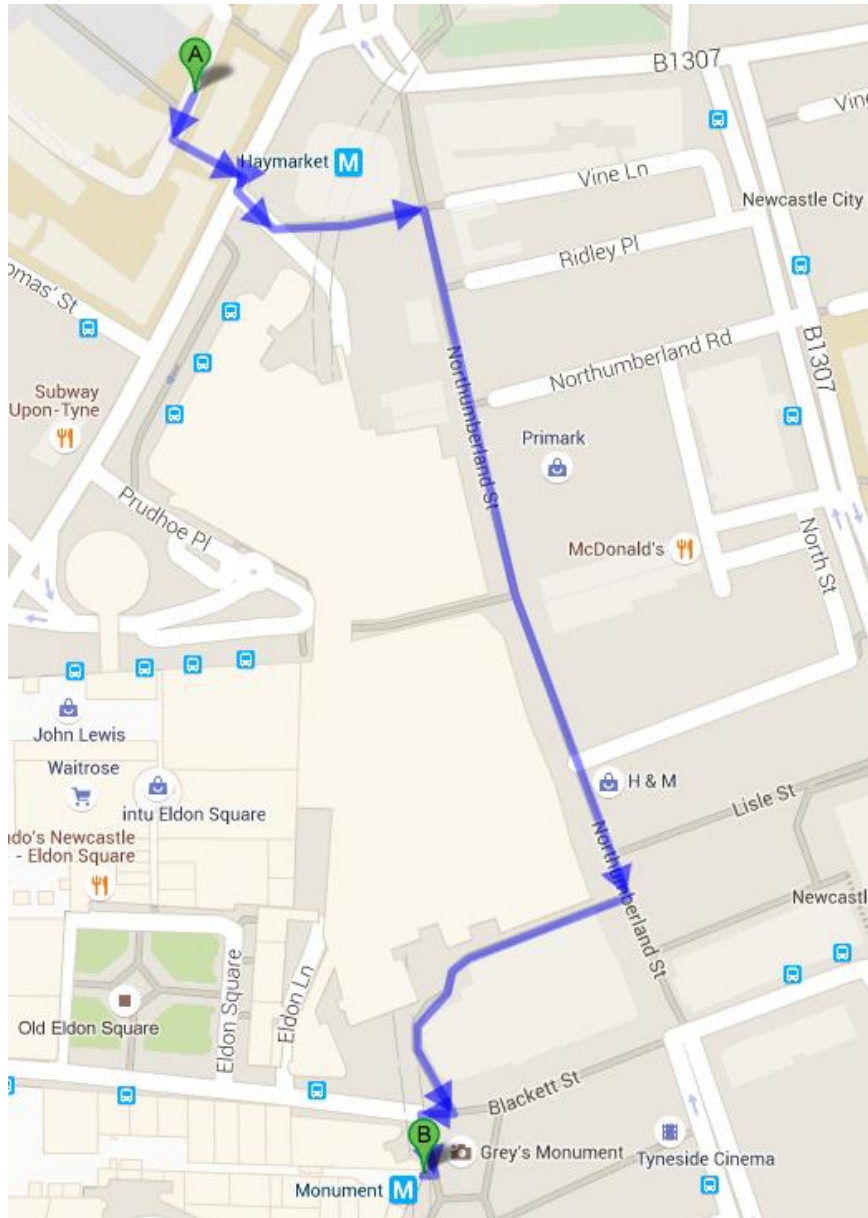 A
B1307
Haymarket M
Vine Ln
Vine
Newcastle City
Ridley Pl
omas' St
Northumberland Rd
B1307
Subway
Upon-Tyne
Northumberland St
Primark
Prudhoe Pl
McDonald's
North St
John Lewis
Waitrose
intu Eldon Square
H & M
Lisle St
ndo's Newcastle
- Eldon Square
Northumberland St
Newcastl
Old Eldon Square
Eldon Square
Eldon Ln
Blackett St
B
Grey's Monument
Tyneside Cinema
Monument M